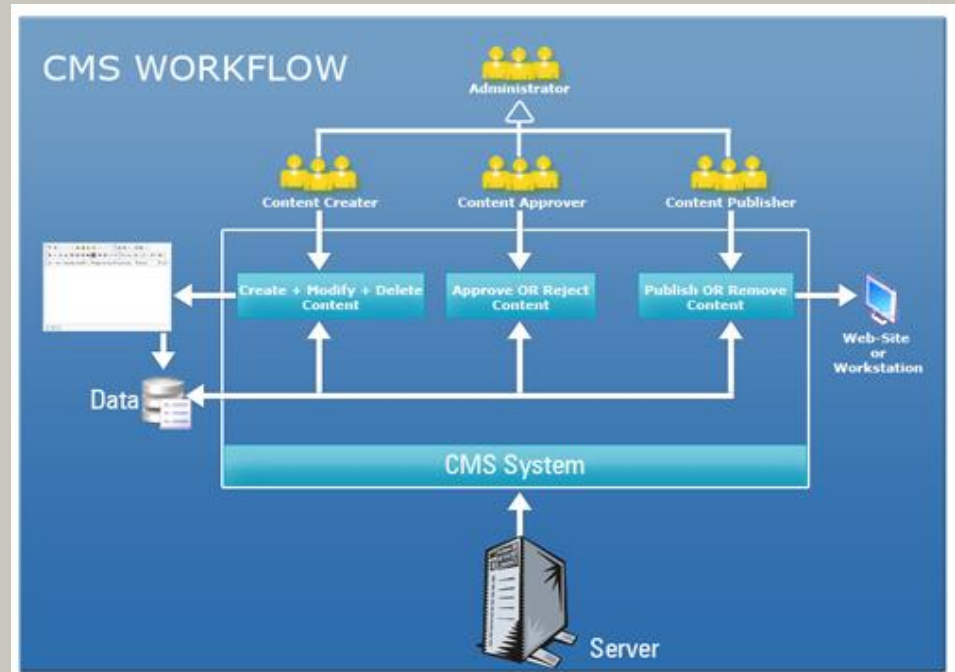 CMS WORKFLOW
Administrator
Content Creater
Content Approver
Content Publisher
Create + Modify + Delete
Content
Approve OR Reject
Content
Publish OR Remove
Content
Web-Site
or
Workstation
Data
CMS System
Server